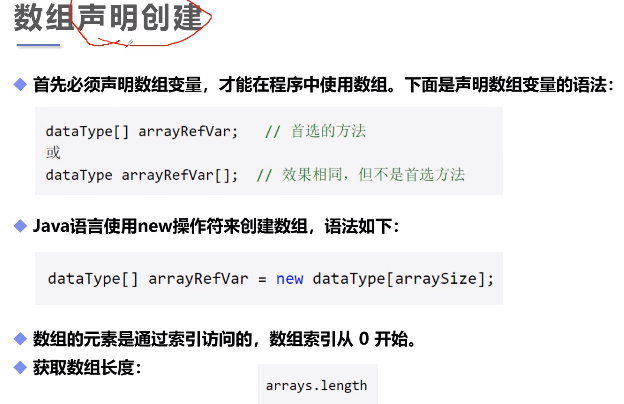 数组声明创建
首先必须声明数组变量，才能在程序中使用数组。下面是声明数组变量的语法：
dataType[] arrayRefVar;   // 首选的方法
或
dataType arrayRefVar[];  // 效果相同，但不是首选方法
Java语言使用new操作符来创建数组，语法如下：
dataType[] arrayRefVar = new dataType[arraySize];
数组的元素是通过索引访问的，数组索引从 0 开始。
获取数组长度：
arrays.length